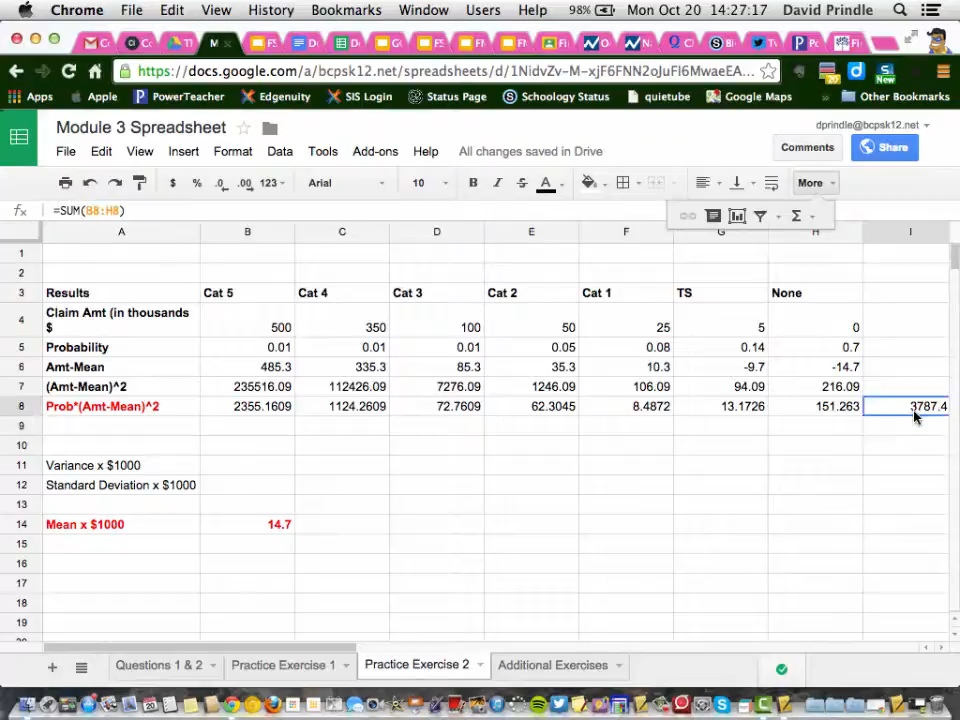 Chrome File Edit View History Bookmarks Window Users Help 98% Mon Oct 20 14:27:17 David Prindle
https://docs.google.com/a/bcpsk12.net/spreadsheets/d/1NidvZv-M-xjF6FNN2oJuFl6MwaeEA...
Apps Apple PowerTeacher Edgenuity SIS Login Status Page Schoology Status quietube Google Maps » Other Bookmarks
Module 3 Spreadsheet dprindle@bcpsk12.net
File Edit View Insert Format Data Tools Add-ons Help All changes saved in Drive Comments Share
$ % .0 .00 123 Arial 10 B I S A More
Σ
fx =SUM(B8:H8)
A B C D E F G H I
1
2
3 Results Cat 5 Cat 4 Cat 3 Cat 2 Cat 1 TS None
4 Claim Amt (in thousands $ 500 350 100 50 25 5 0
5 Probability 0.01 0.01 0.01 0.05 0.08 0.14 0.7
6 Amt-Mean 485.3 335.3 85.3 35.3 10.3 -9.7 -14.7
7 (Amt-Mean)^2 235516.09 112426.09 7276.09 1246.09 106.09 94.09 216.09
8 Prob*(Amt-Mean)^2 2355.1609 1124.2609 72.7609 62.3045 8.4872 13.1726 151.263 3787.4
9
10
11 Variance x $1000
12 Standard Deviation x $1000
13
14 Mean x $1000 14.7
15
16
17
18
19
Questions 1 & 2 Practice Exercise 1 Practice Exercise 2 Additional Exercises